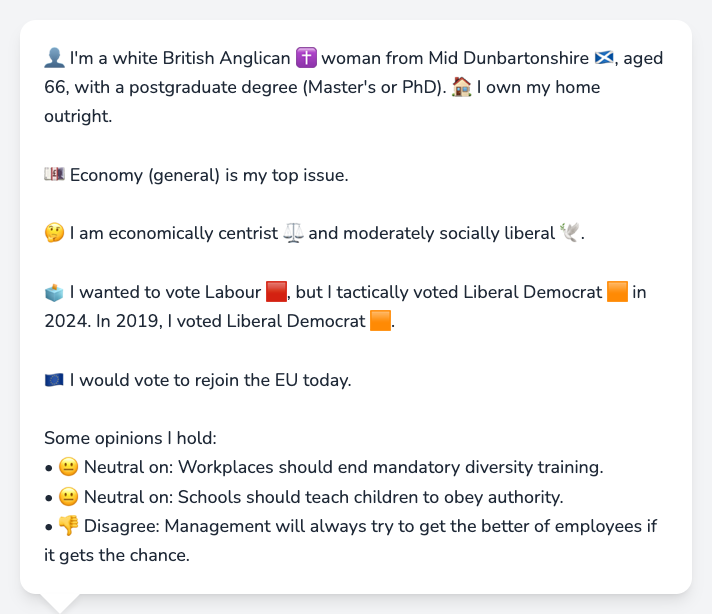 👤 I'm a white British Anglican ✝️ woman from Mid Dunbartonshire 🏴󠁧󠁢󠁳󠁣󠁴󠁿, aged
66, with a postgraduate degree (Master's or PhD). 🏠 I own my home
outright.
💷 Economy (general) is my top issue.
🤔 I am economically centrist ⚖️ and moderately socially liberal 🕊️.
🗳️ I wanted to vote Labour 🟥, but I tactically voted Liberal Democrat 🟧 in
2024. In 2019, I voted Liberal Democrat 🟧.
🇪🇺 I would vote to rejoin the EU today.
Some opinions I hold:
• 😐 Neutral on: Workplaces should end mandatory diversity training.
• 😐 Neutral on: Schools should teach children to obey authority.
• 👎 Disagree: Management will always try to get the better of employees if
it gets the chance.